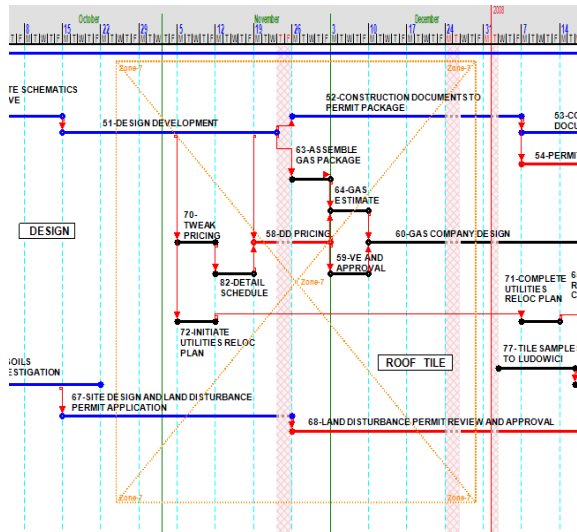 October
November
December
2008
8
15
22
29
5
12
19
26
3
10
17
24
31
7
14
T F M T W T F M T W T F M T W T F M T W T F M T W T F M T W T F M T W T F M T W T F M T W T F M T W T F M T W T F M T W T F M T W T F M T W T F M T W T F
Zone-7
Zone-7
TE SCHEMATICS
VE
52-CONSTRUCTION DOCUMENTS TO
PERMIT PACKAGE
51-DESIGN DEVELOPMENT
53-CO
DOCU
63-ASSEMBLE
GAS PACKAGE
54-PERMIT
64-GAS
ESTIMATE
70-
TWEAK
PRICING
DESIGN
58-DD PRICING
60-GAS COMPANY DESIGN
59-VE AND
APPROVAL
Zone-7
82-DETAIL
SCHEDULE
71-COMPLETE
UTILITIES
RELOC PLAN
6
R
C
72-INITIATE
UTILITIES RELOC
PLAN
SOILS
ESTIGATION
ROOF TILE
77-TILE SAMPLE
TO LUDOWICI
67-SITE DESIGN AND LAND DISTURBANCE
PERMIT APPLICATION
68-LAND DISTURBANCE PERMIT REVIEW AND APPROVAL
Zone-7
Zone-7